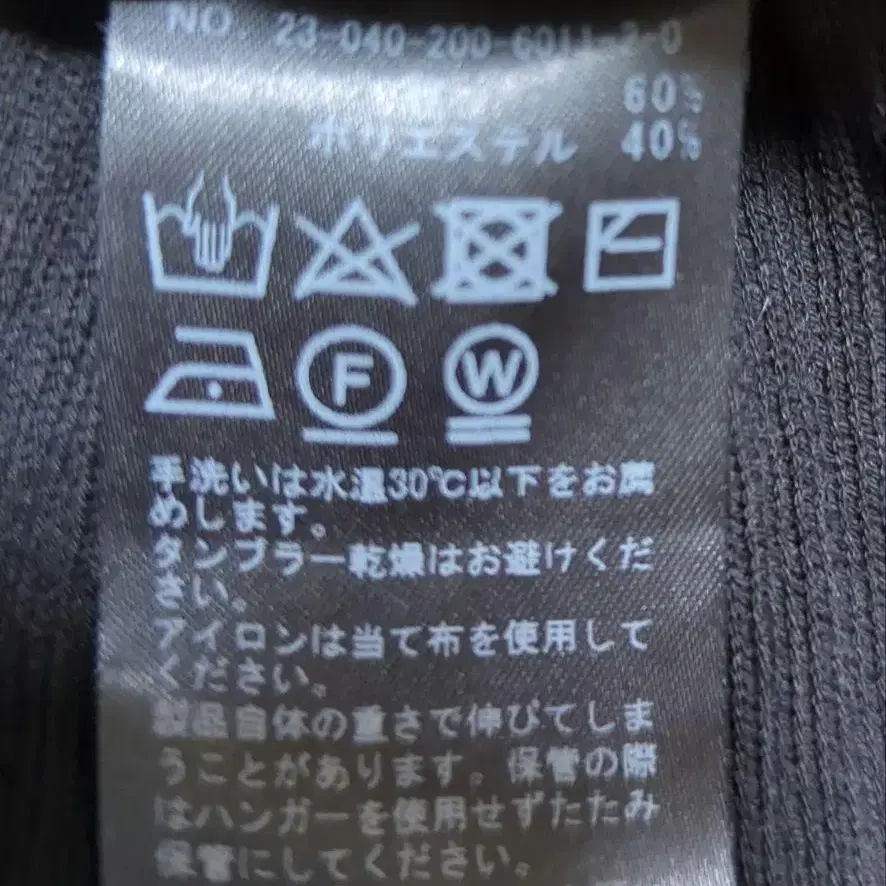 NO. 23-040-200-6011-2-0
60%
ポリエステル 40%
F W
手洗いは水温30℃以下をお薦
めします。
タンブラー乾燥はお避けくだ
さい。
アイロンは当て布を使用して
ください。
製品自体の重さで伸びてしま
うことがあります。保管の際
はハンガーを使用せずたたみ
保管にしてください。